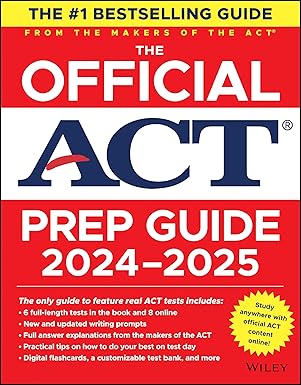 THE #1 BESTSELLING GUIDE
FROM THE MAKERS OF THE ACT®
THE
OFFICIAL
ACT®
PREP GUIDE
2024–2025
The only guide to feature real ACT tests includes:
• 6 full-length tests in the book and 8 online
• New and updated writing prompts
• Full answer explanations from the makers of the ACT
• Practical tips on how to do your best on test day
• Digital flashcards, a customizable test bank, and more
Study
anywhere with
official ACT
content online!
WILEY